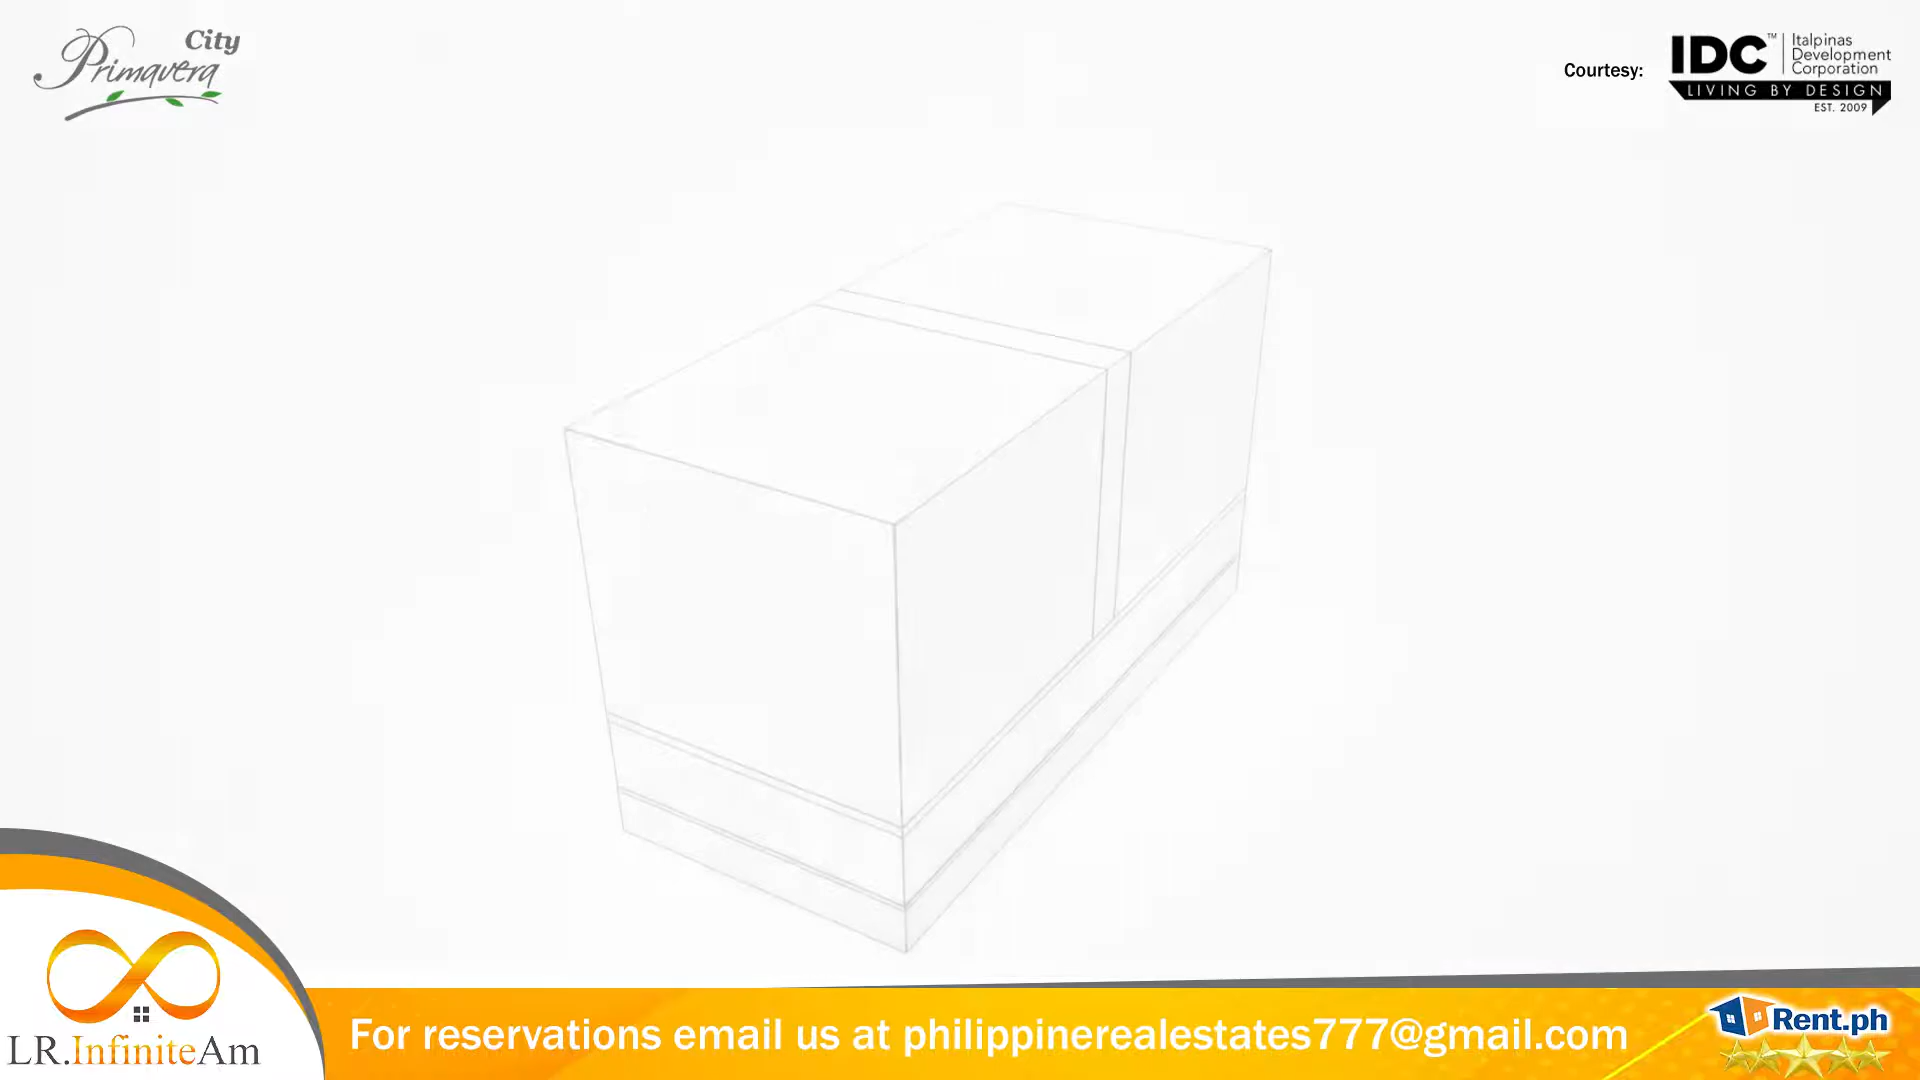 City
Primavera
Courtesy:
IDC™
Italpinas
Development
Corporation
LIVING BY DESIGN
EST. 2009
LR.InfiniteAm
For reservations email us at philippinerealestates777@gmail.com
Rent.ph